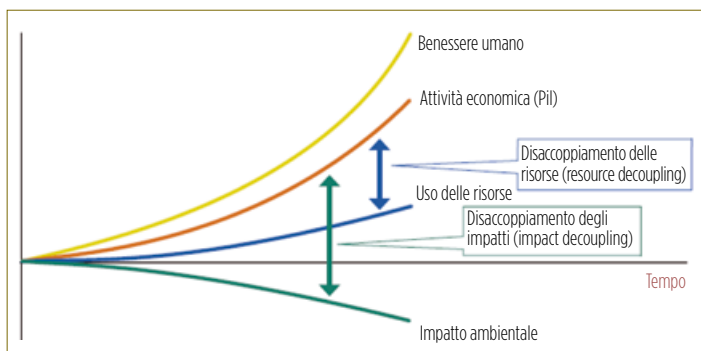 Benessere umano
Attività economica (Pil)
Disaccoppiamento delle
risorse (resource decoupling)
Uso delle risorse
Disaccoppiamento degli
impatti (impact decoupling)
Tempo
Impatto ambientale